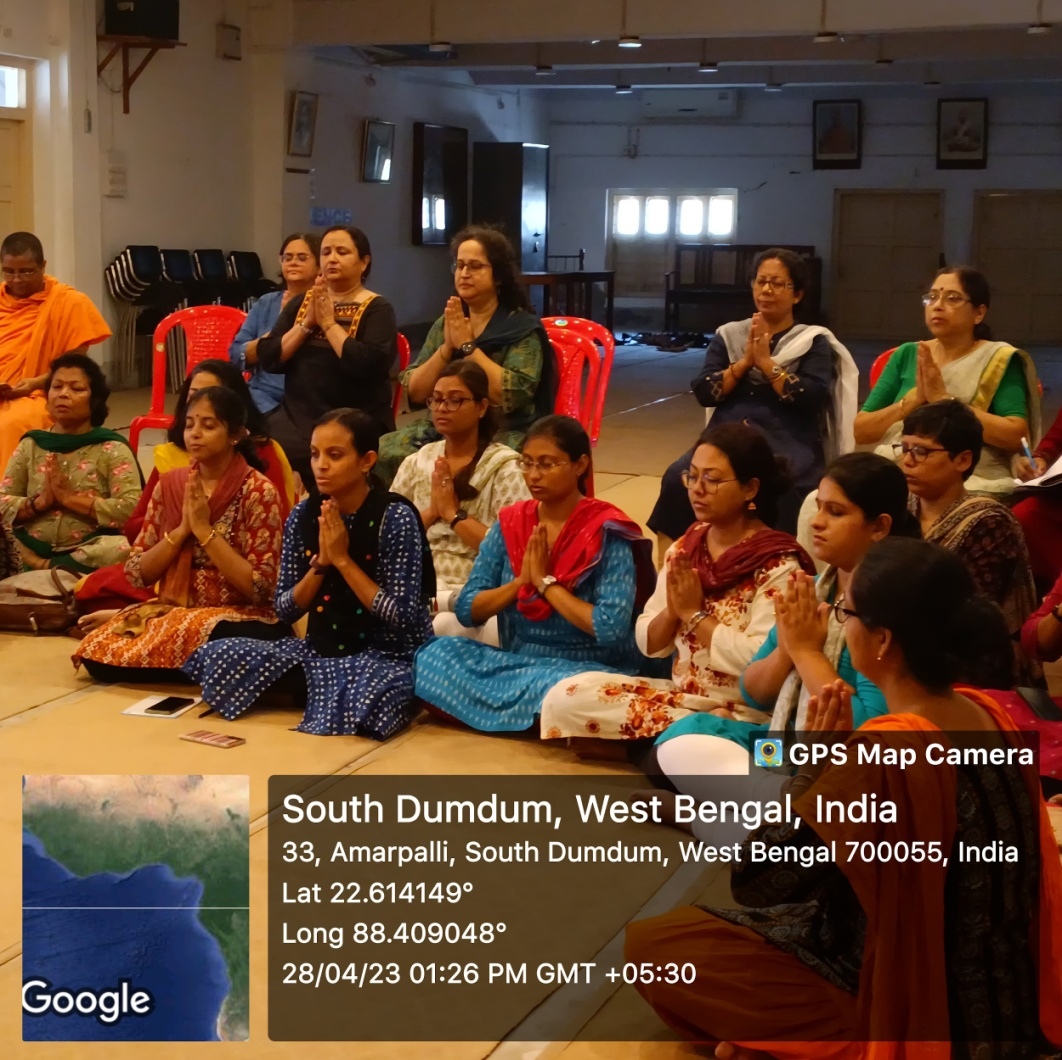 GPS Map Camera
South Dumdum, West Bengal, India
33, Amarpalli, South Dumdum, West Bengal 700055, India
Lat 22.614149°
Long 88.409048°
28/04/23 01:26 PM GMT +05:30
Google